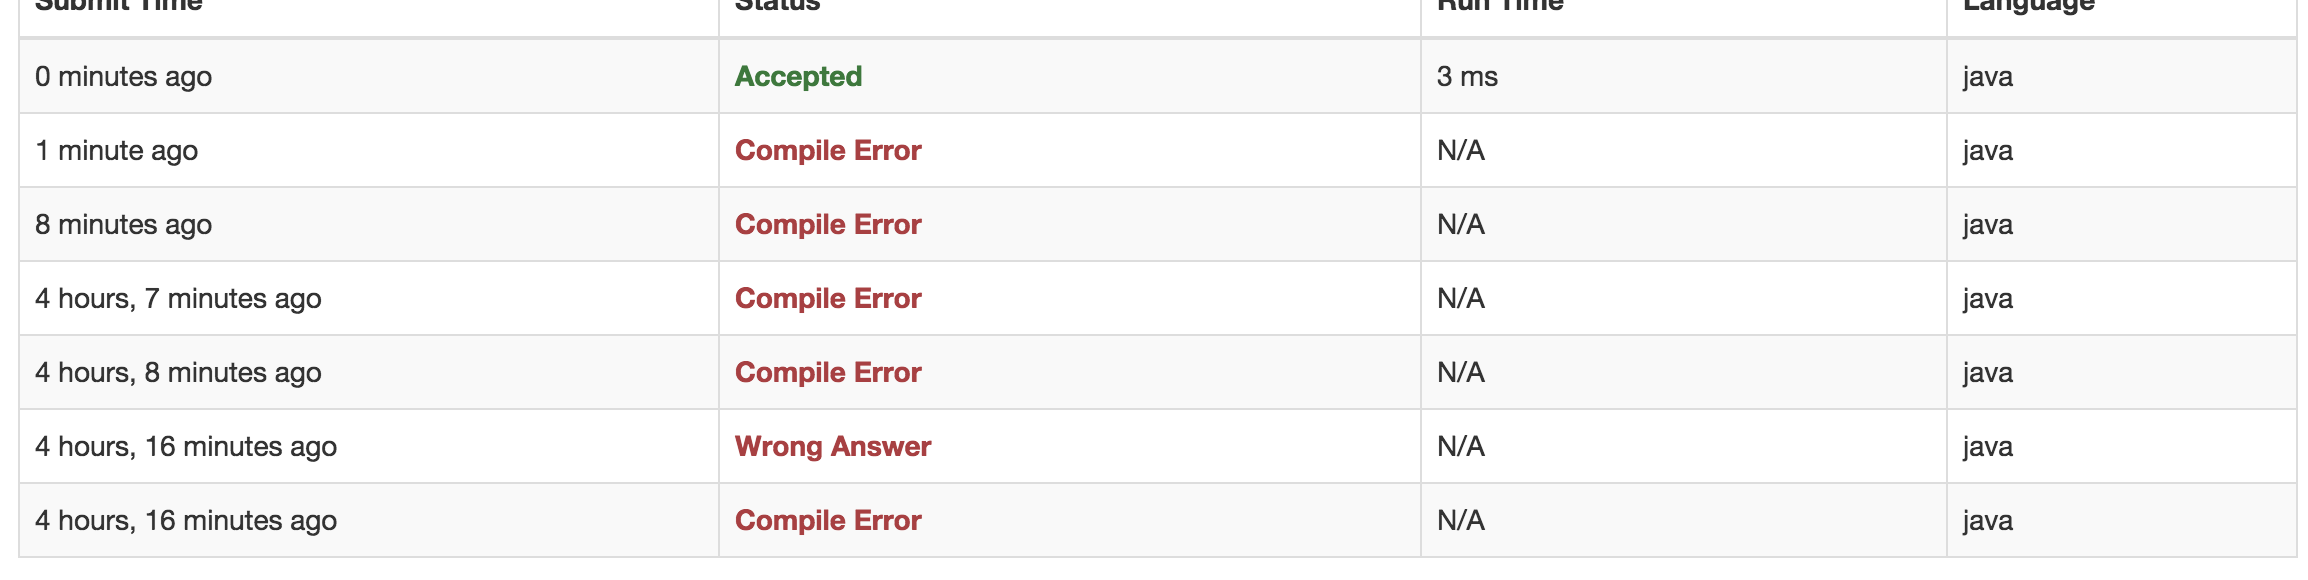 Submit Time Status Run Time Language
0 minutes ago Accepted 3 ms java
1 minute ago Compile Error N/A java
8 minutes ago Compile Error N/A java
4 hours, 7 minutes ago Compile Error N/A java
4 hours, 8 minutes ago Compile Error N/A java
4 hours, 16 minutes ago Wrong Answer N/A java
4 hours, 16 minutes ago Compile Error N/A java